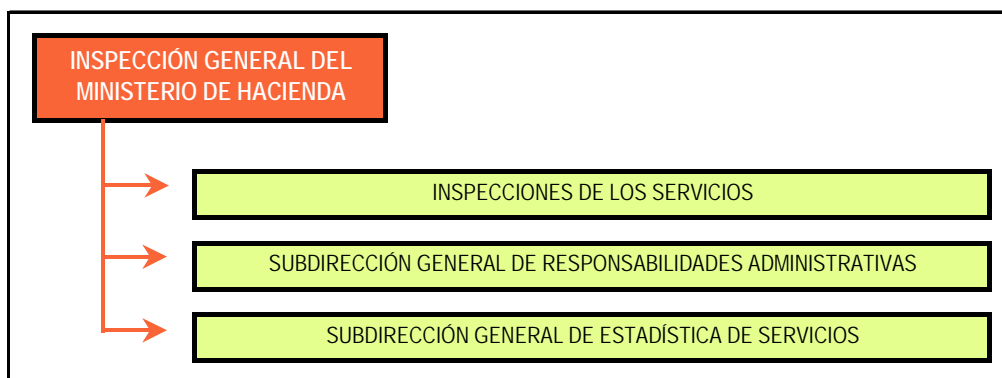 INSPECCIÓN GENERAL DEL
MINISTERIO DE HACIENDA
INSPECCIONES DE LOS SERVICIOS
SUBDIRECCIÓN GENERAL DE RESPONSABILIDADES ADMINISTRATIVAS
SUBDIRECCIÓN GENERAL DE ESTADÍSTICA DE SERVICIOS